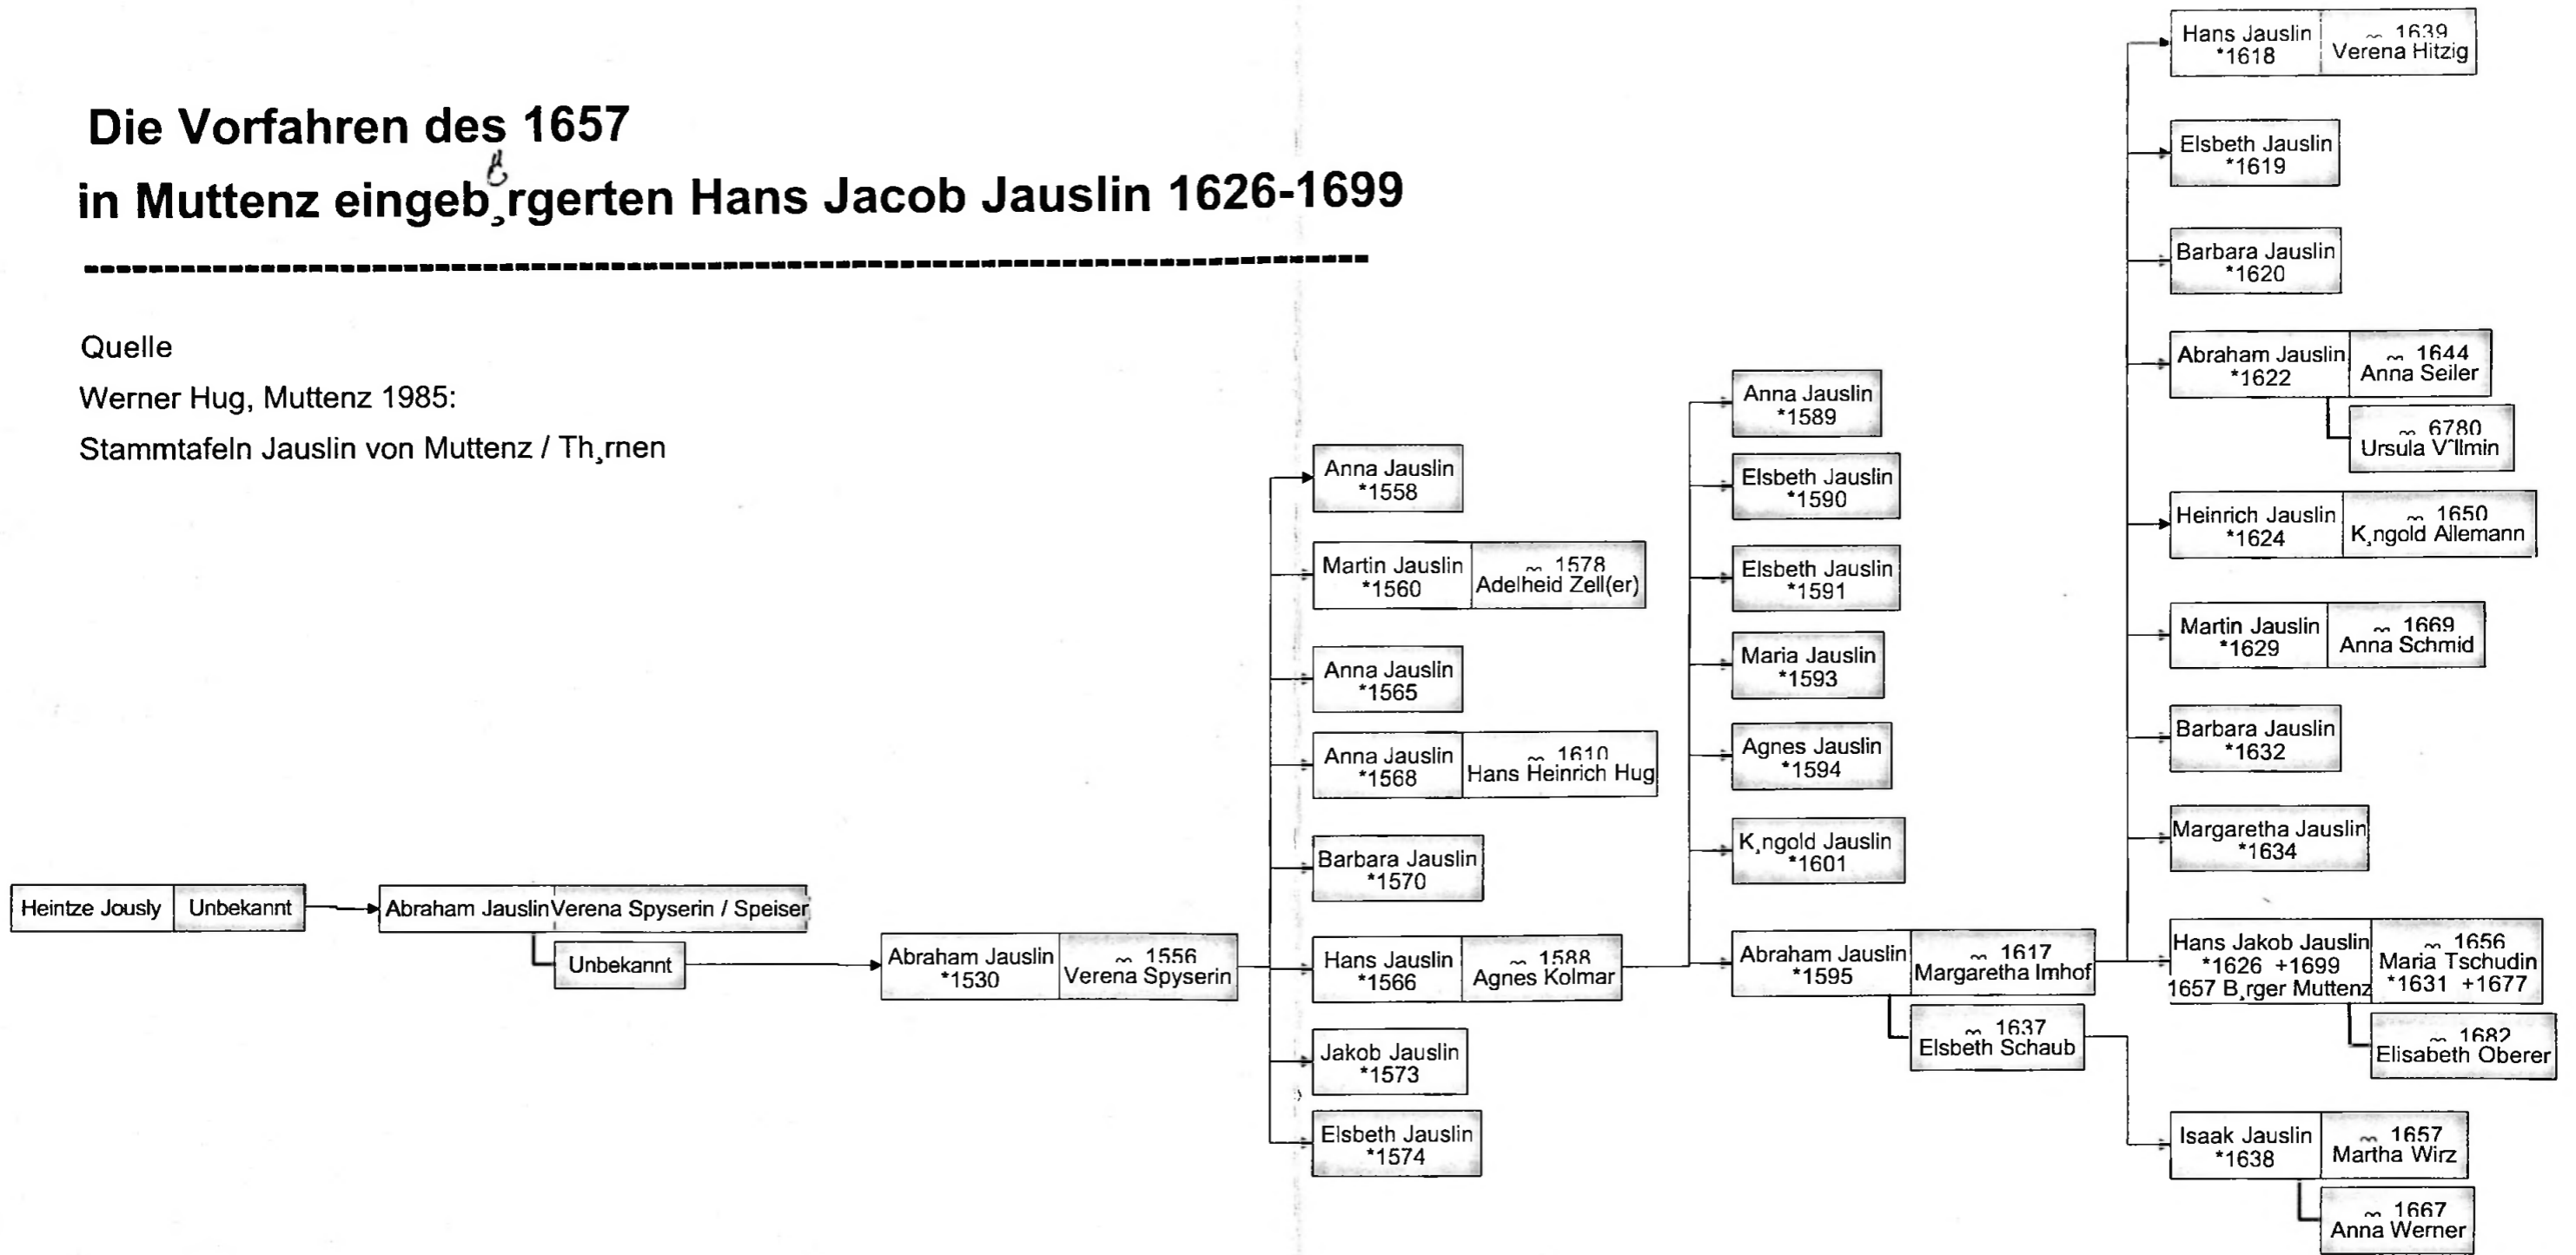 Die Vorfahren des 1657
in Muttenz eingeb¸rgerten Hans Jacob Jauslin 1626-1699
ü
Quelle
Werner Hug, Muttenz 1985:
Stammtafeln Jauslin von Muttenz / Th¸rnen
Heintze Jously
Unbekannt
Abraham Jauslin
Verena Spyserin / Speiser
Unbekannt
Abraham Jauslin
*1530
∞ 1556
Verena Spyserin
Anna Jauslin
*1558
Martin Jauslin
*1560
∞ 1578
Adelheid Zell(er)
Anna Jauslin
*1565
Anna Jauslin
*1568
∞ 1610
Hans Heinrich Hug
Barbara Jauslin
*1570
Hans Jauslin
*1566
∞ 1588
Agnes Kolmar
Jakob Jauslin
*1573
Elsbeth Jauslin
*1574
Anna Jauslin
*1589
Elsbeth Jauslin
*1590
Elsbeth Jauslin
*1591
Maria Jauslin
*1593
Agnes Jauslin
*1594
K¸ngold Jauslin
*1601
Abraham Jauslin
*1595
∞ 1617
Margaretha Imhof
∞ 1637
Elsbeth Schaub
Hans Jauslin
*1618
∞ 1639
Verena Hitzig
Elsbeth Jauslin
*1619
Barbara Jauslin
*1620
Abraham Jauslin
*1622
∞ 1644
Anna Seiler
∞ 6780
Ursula VˆIlmin
Heinrich Jauslin
*1624
∞ 1650
K¸ngold Allemann
Martin Jauslin
*1629
∞ 1669
Anna Schmid
Barbara Jauslin
*1632
Margaretha Jauslin
*1634
Hans Jakob Jauslin
*1626 +1699
1657 B¸rger Muttenz
∞ 1656
Maria Tschudin
*1631 +1677
∞ 1682
Elisabeth Oberer
Isaak Jauslin
*1638
∞ 1657
Martha Wirz
∞ 1667
Anna Werner